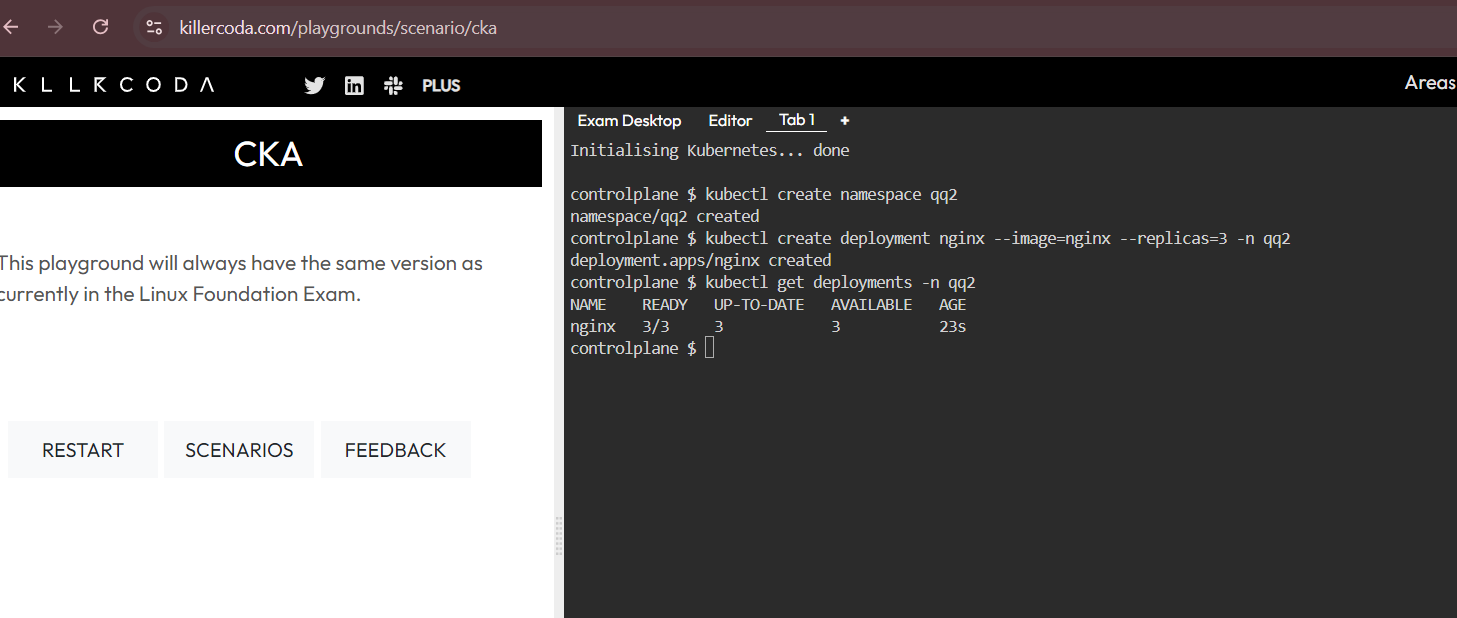 killercoda.com/playgrounds/scenario/cka
KLLRCODA
PLUS
Areas
CKA
This playground will always have the same version as
currently in the Linux Foundation Exam.
RESTART
SCENARIOS
FEEDBACK
Exam Desktop Editor Tab 1 +
Initialising Kubernetes... done
controlplane $ kubectl create namespace qq2
namespace/qq2 created
controlplane $ kubectl create deployment nginx --image=nginx --replicas=3 -n qq2
deployment.apps/nginx created
controlplane $ kubectl get deployments -n qq2
NAME    READY   UP-TO-DATE   AVAILABLE   AGE
nginx   3/3     3            3           23s
controlplane $